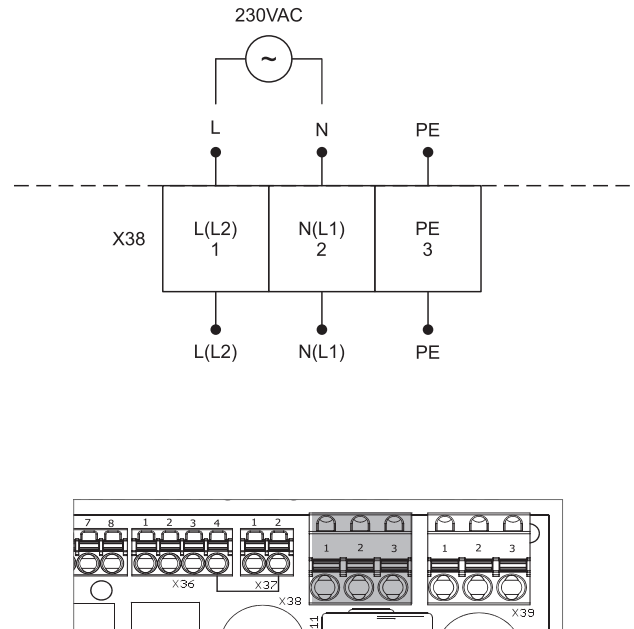 230VAC
~
L N PE
X38
L(L2) N(L1) PE
1 2 3
L(L2) N(L1) PE
7 8 1 2 3 4 1 2
1 2 3 1 2 3
X36 X37
X38
X39
11